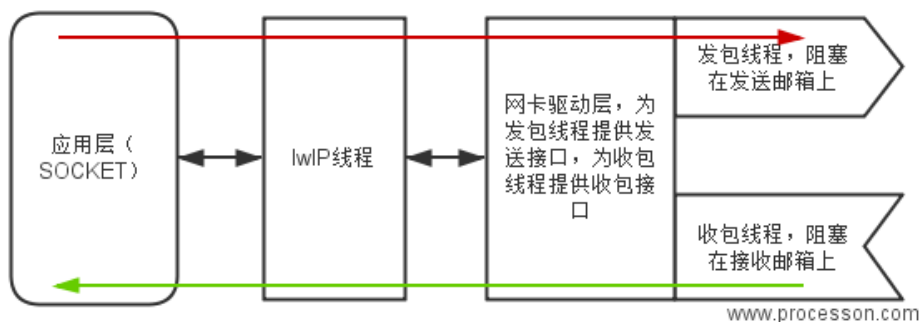 应用层（
SOCKET）
lwIP线程
网卡驱动层，为
发包线程提供发
送接口，为收包
线程提供收包接
口
发包线程，阻塞
在发送邮箱上
收包线程，阻塞
在接收邮箱上
www.processon.com